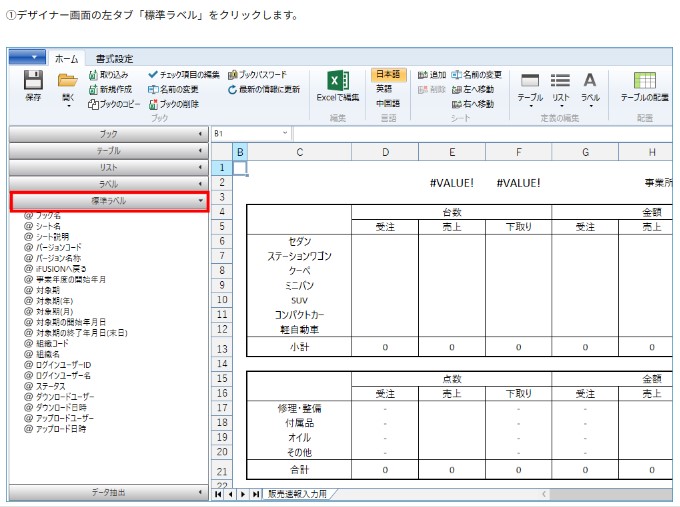 ①デザイナー画面の左タブ「標準ラベル」をクリックします。
ホーム 書式設定
取り込み チェック項目の編集 ブックパスワード 日本語 追加 名前の変更
新規作成 名前の変更 最新の情報に更新 英語 削除 左へ移動
保存 開く ブックのコピー ブックの削除 Excelで編集 中国語 右へ移動 テーブル リスト ラベル テーブルの配置
ブック 編集 言語 シート 定義の編集 配置
ブック B1
テーブル B C D E F G H
リスト 1
ラベル 2 #VALUE! #VALUE! 事業所
標準ラベル 3
4 台数 金額
@ ブック名 5 受注 売上 下取り 受注 売上
@ シート名 6 セダン
@ シート説明 7 ステーションワゴン
@ バージョンコード 8 クーペ
@ バージョン名称 9 ミニバン
@ iFUSIONへ戻る 10 SUV
@ 事業年度の開始年月 11 コンパクトカー
@ 対象期 12 軽自動車
@ 対象期(年) 13 小計 0 0 0 0 0
@ 対象期(月) 14
@ 対象期の開始年月日 15 点数 金額
@ 対象期の終了年月日(末日) 16 受注 売上 下取り 受注 売上
@ 組織コード 17 修理・整備 - - -
@ 組織名 18 付属品 - - -
@ ログインユーザーID 19 オイル - - -
@ ログインユーザー名 20 その他 - - -
@ ステータス 21 合計 0 0 0 0 0
@ ダウンロードユーザー 22
@ ダウンロード日時
@ アップロードユーザー
@ アップロード日時
データ抽出 販売速報入力用